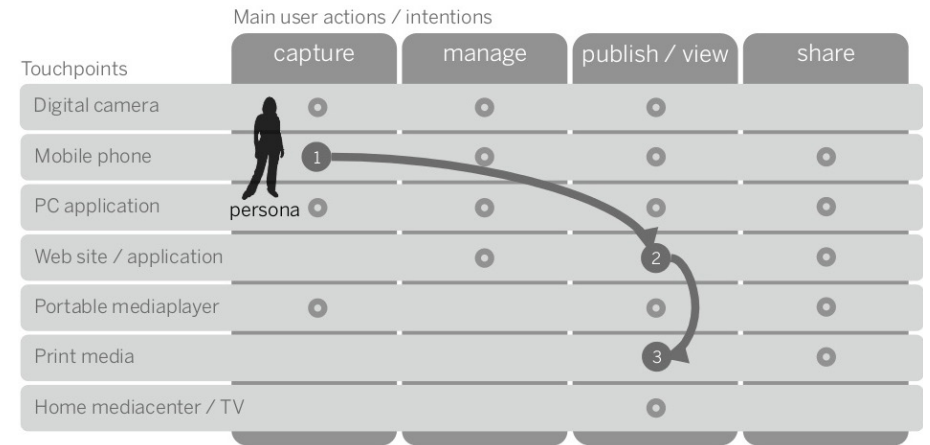 Main user actions / intentions
capture manage publish / view share
Touchpoints
Digital camera
Mobile phone 1
PC application
persona
Web site / application 2
Portable mediaplayer
Print media 3
Home mediacenter / TV